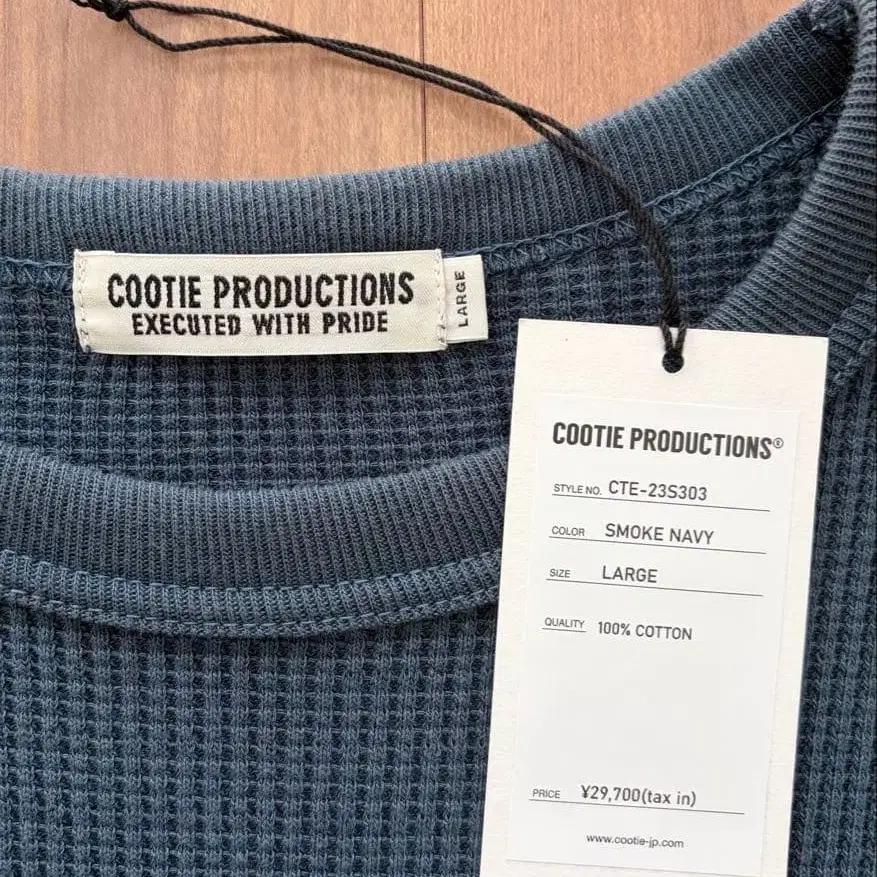 COOTIE PRODUCTIONS
EXECUTED WITH PRIDE
LARGE
COOTIE PRODUCTIONS®
STYLE NO. CTE-23S303
COLOR SMOKE NAVY
SIZE LARGE
QUALITY 100% COTTON
PRICE ¥29,700(tax in)
www.cootie-jp.com